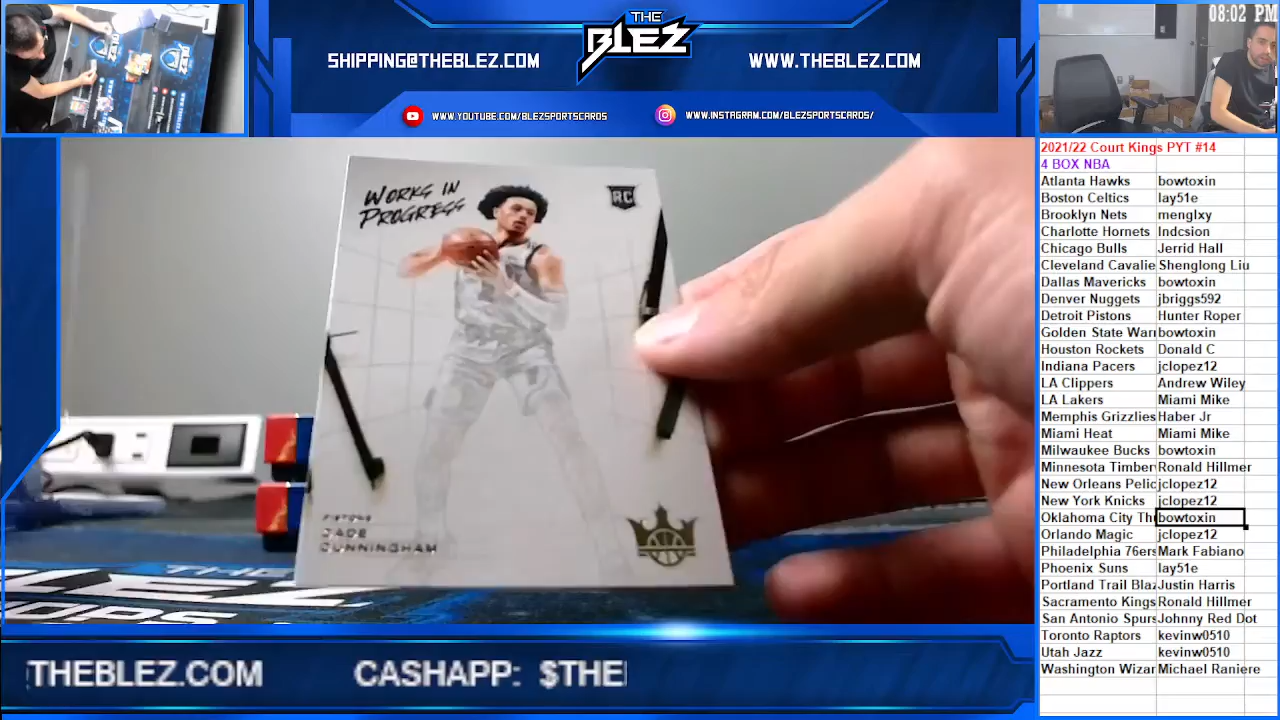 08:02 PM
THE
BLEZ
SHIPPING@THEBLEZ.COM
WWW.THEBLEZ.COM
WWW.YOUTUBE.COM/BLEZSPORTSCARDS
WWW.INSTAGRAM.COM/BLEZSPORTSCARDS/
WORKS IN
PROGRESS
RC
PISTONS
CADE
CUNNINGHAM
THEBLEZ.COM CASHAPP: $THE
2021/22 Court Kings PYT #14
4 BOX NBA
Atlanta Hawks bowtoxin
Boston Celtics lay51e
Brooklyn Nets menglxy
Charlotte Hornets Indcsion
Chicago Bulls Jerrid Hall
Cleveland Cavalie Shenglong Liu
Dallas Mavericks bowtoxin
Denver Nuggets jbriggs592
Detroit Pistons Hunter Roper
Golden State Warr bowtoxin
Houston Rockets Donald C
Indiana Pacers jclopez12
LA Clippers Andrew Wiley
LA Lakers Miami Mike
Memphis Grizzlies Haber Jr
Miami Heat Miami Mike
Milwaukee Bucks bowtoxin
Minnesota Timber Ronald Hillmer
New Orleans Pelic jclopez12
New York Knicks jclopez12
Oklahoma City Th bowtoxin
Orlando Magic jclopez12
Philadelphia 76ers Mark Fabiano
Phoenix Suns lay51e
Portland Trail Blaz Justin Harris
Sacramento Kings Ronald Hillmer
San Antonio Spurs Johnny Red Dot
Toronto Raptors kevinw0510
Utah Jazz kevinw0510
Washington Wizar Michael Raniere